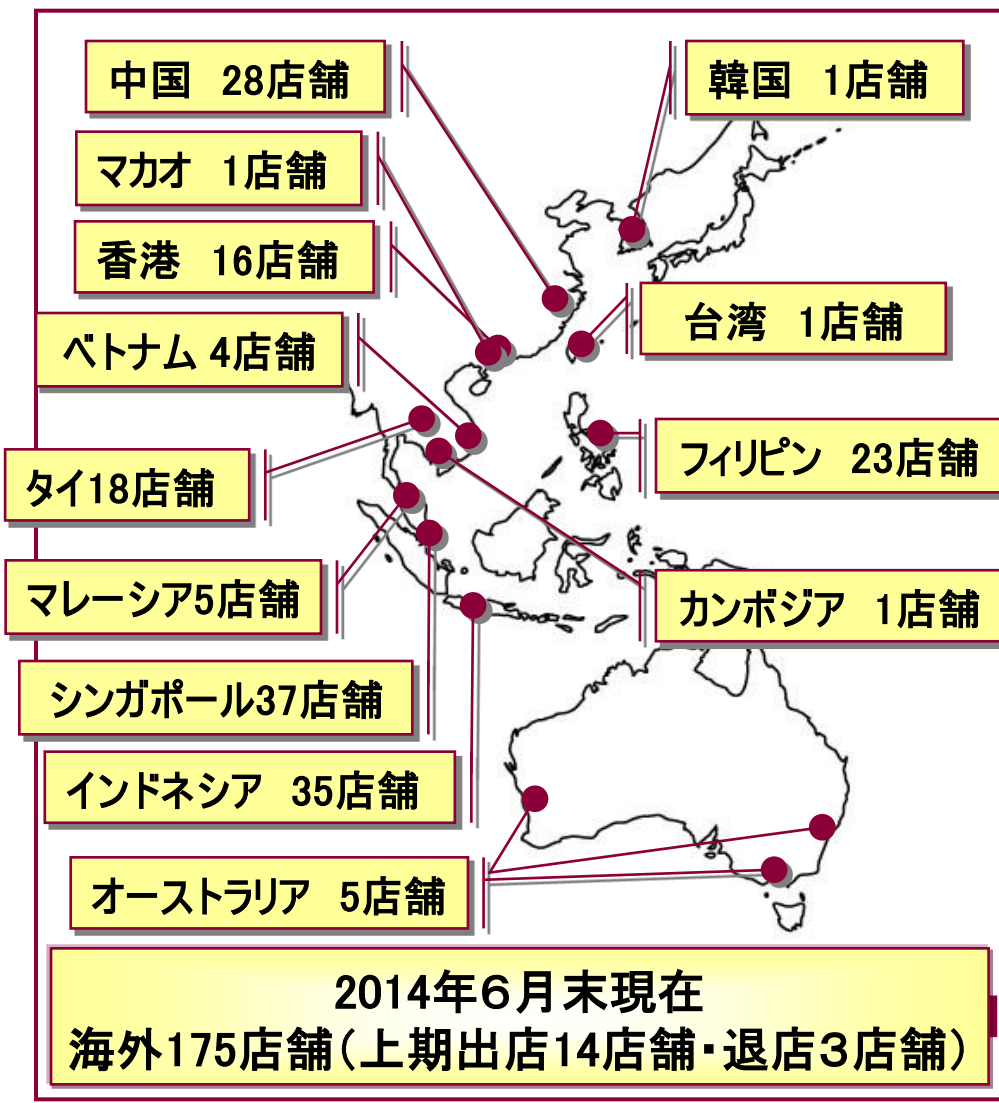 中国　28店舗
韓国　1店舗
マカオ　1店舗
香港　16店舗
台湾　1店舗
ベトナム 4店舗
フィリピン　23店舗
タイ18店舗
マレーシア5店舗
カンボジア　1店舗
シンガポール37店舗
インドネシア　35店舗
オーストラリア　5店舗
2014年６月末現在
海外175店舗（上期出店14店舗・退店３店舗）